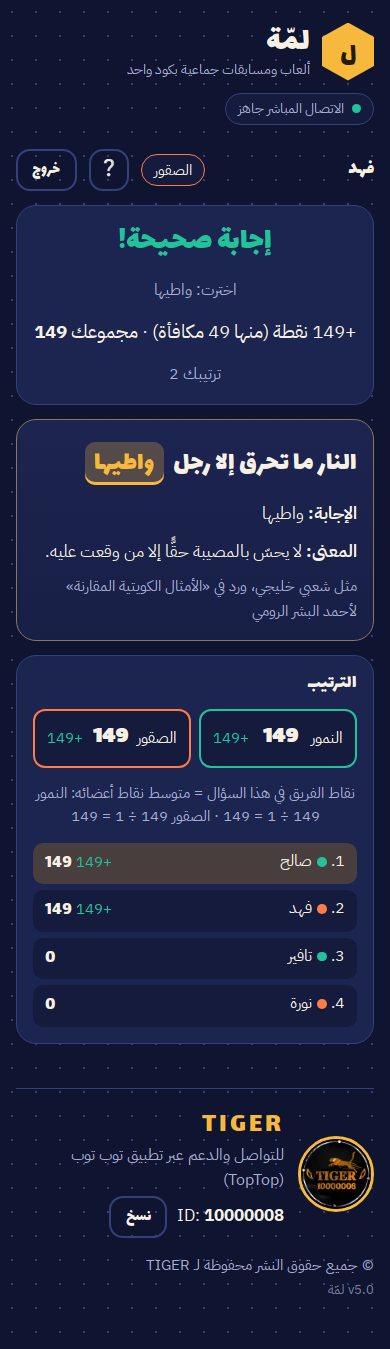 ل
لمّة
ألعاب ومسابقات جماعية بكود واحد
الاتصال المباشر جاهز
فهد
الصقور
?
خروج
إجابة صحيحة!
اخترت: واطيها
+149 نقطة (منها 49 مكافأة) · مجموعك 149
ترتيبك 2
النار ما تحرق إلا رجل واطيها
الإجابة: واطيها
المعنى: لا يحسّ بالمصيبة حقًّا إلا من وقعت عليه.
مثل شعبي خليجي، ورد في «الأمثال الكويتية المقارنة»
لأحمد البشر الرومي
الترتيب
النمور 149 +149
الصقور 149 +149
نقاط الفريق في هذا السؤال = متوسط نقاط أعضائه: النمور
149 ÷ 1 = 149 · الصقور 149 ÷ 1 = 149
1. صالح +149 149
2. فهد +149 149
3. تافير 0
4. نورة 0
TIGER
للتواصل والدعم عبر تطبيق توب توب
(TopTop)
ID: 10000008
نسخ
TIGER
10000008
© جميع حقوق النشر محفوظة لـ TIGER
لمّة v5.0